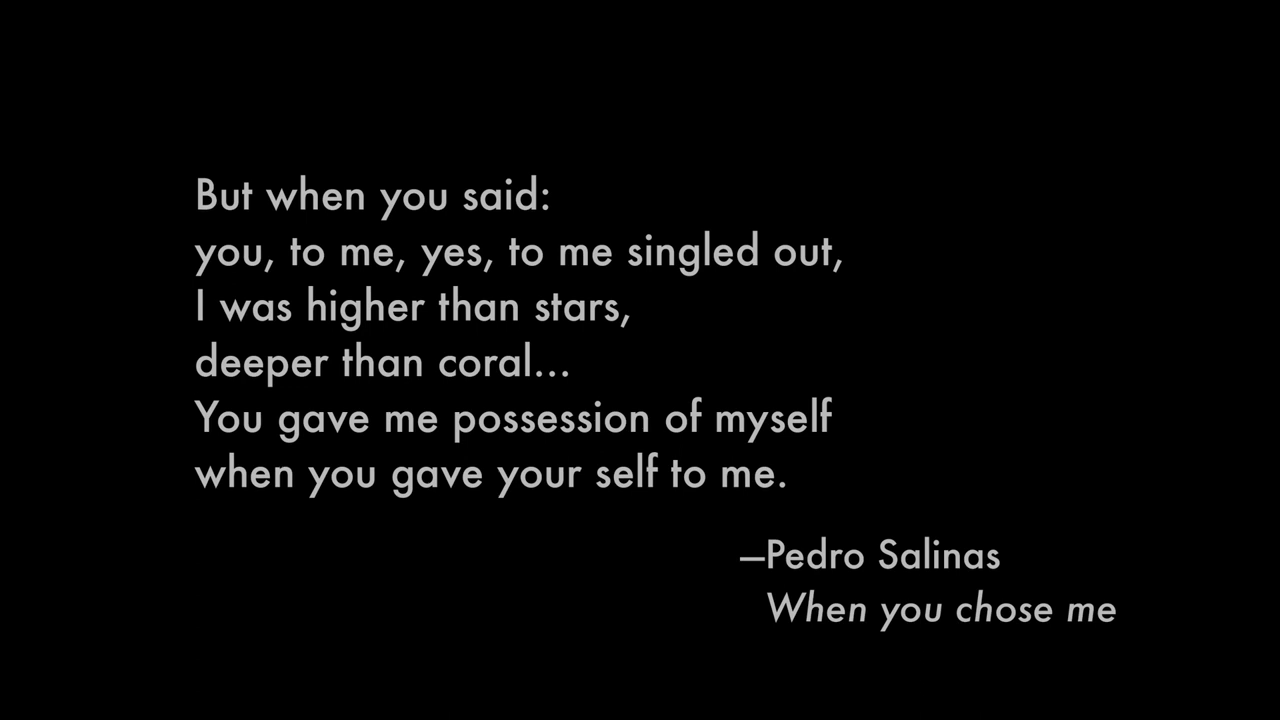 But when you said:
you, to me, yes, to me singled out,
I was higher than stars,
deeper than coral...
You gave me possession of myself
when you gave your self to me.
—Pedro Salinas
When you chose me